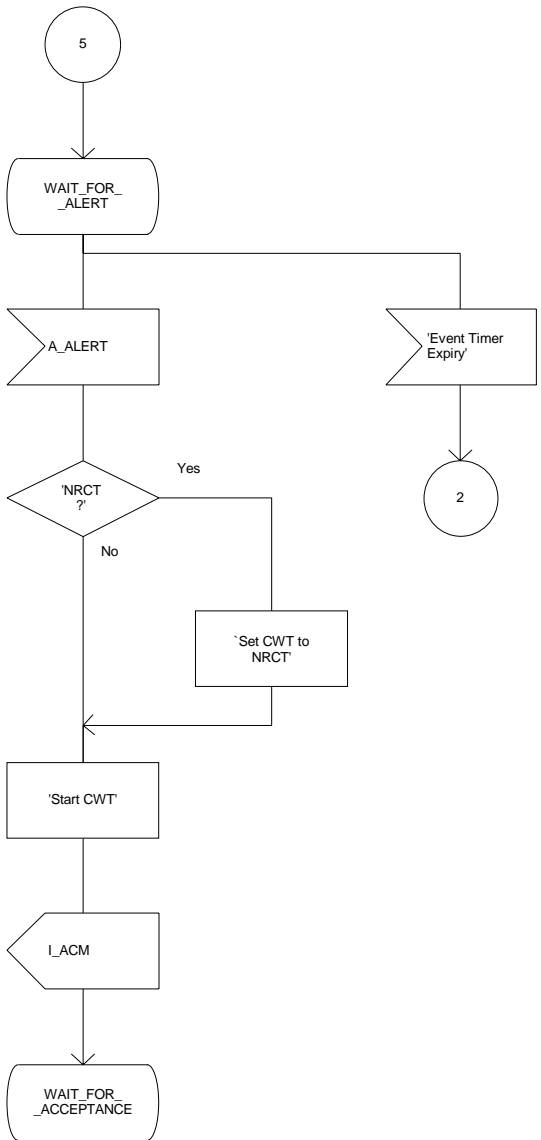 5
WAIT_FOR_
_ALERT
A_ALERT
'Event Timer
Expiry'
Yes
'NRCT
?'
2
No
`Set CWT to
NRCT'
'Start CWT'
I_ACM
WAIT_FOR_
_ACCEPTANCE